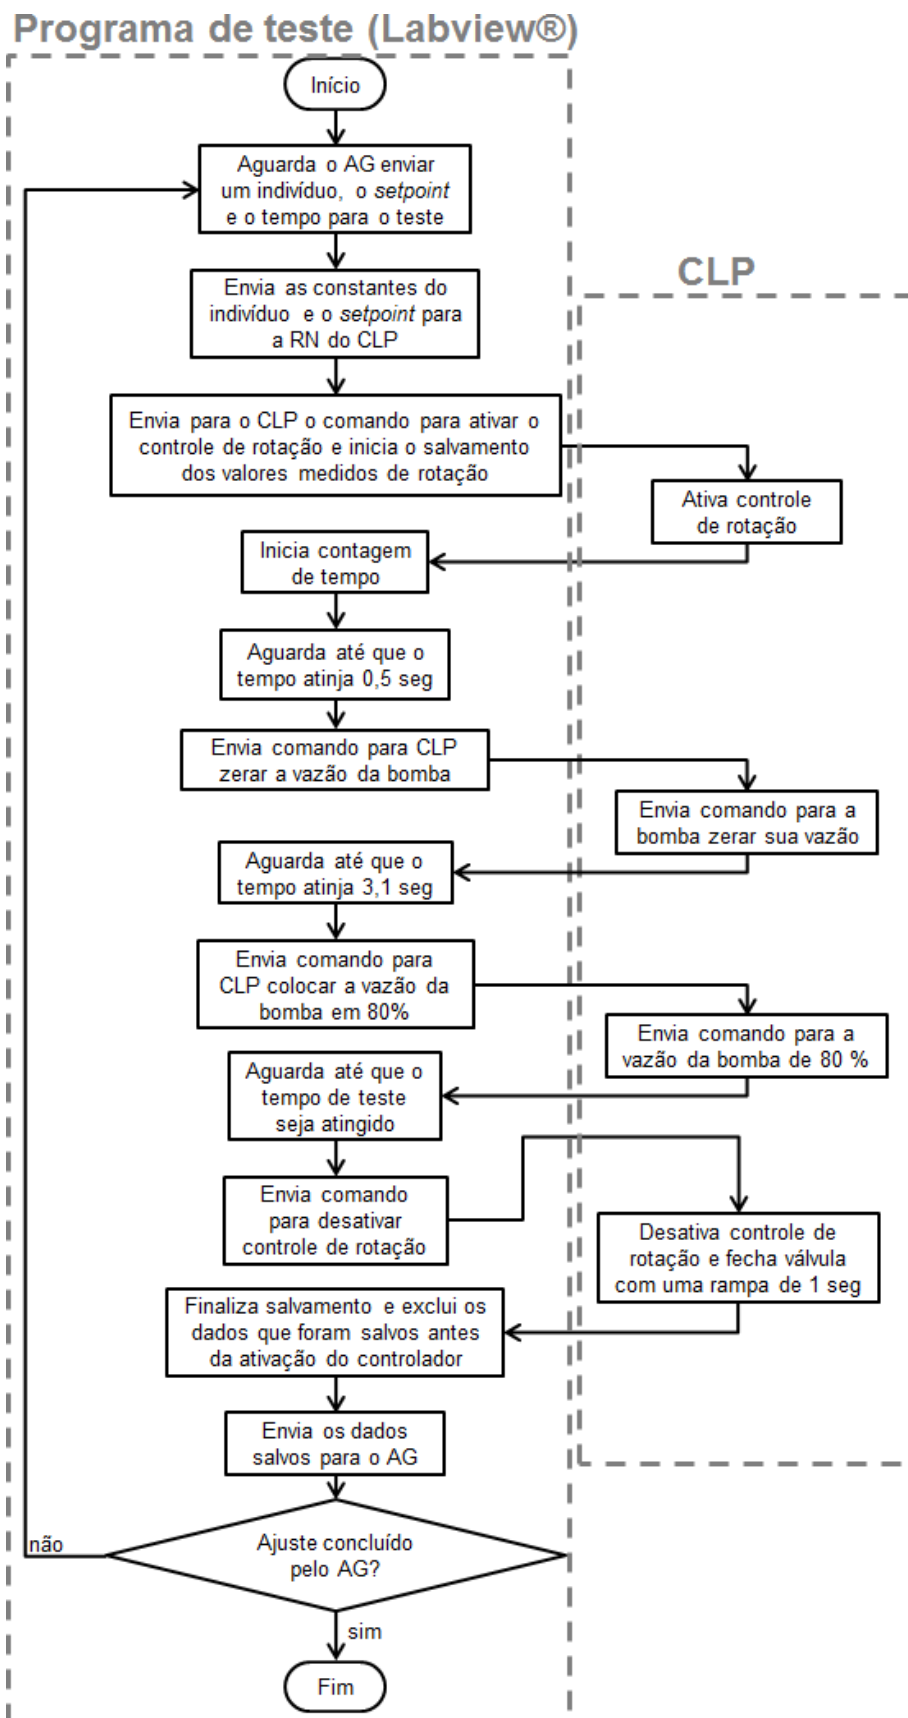 Programa de teste (Labview®)
Início
Aguarda o AG enviar
um indivíduo, o setpoint
e o tempo para o teste
CLP
Envia as constantes do
indivíduo e o setpoint para
a RN do CLP
Envia para o CLP o comando para ativar o
controle de rotação e inicia o salvamento
dos valores medidos de rotação
Ativa controle
de rotação
Inicia contagem
de tempo
Aguarda até que o
tempo atinja 0,5 seg
Envia comando para CLP
zerar a vazão da bomba
Envia comando para a
bomba zerar sua vazão
Aguarda até que o
tempo atinja 3,1 seg
Envia comando para
CLP colocar a vazão da
bomba em 80%
Envia comando para a
vazão da bomba de 80 %
Aguarda até que o
tempo de teste
seja atingido
Envia comando
para desativar
controle de rotação
Desativa controle de
rotação e fecha válvula
com uma rampa de 1 seg
Finaliza salvamento e exclui os
dados que foram salvos antes
da ativação do controlador
Envia os dados
salvos para o AG
Ajuste concluído
pelo AG?
não
sim
Fim